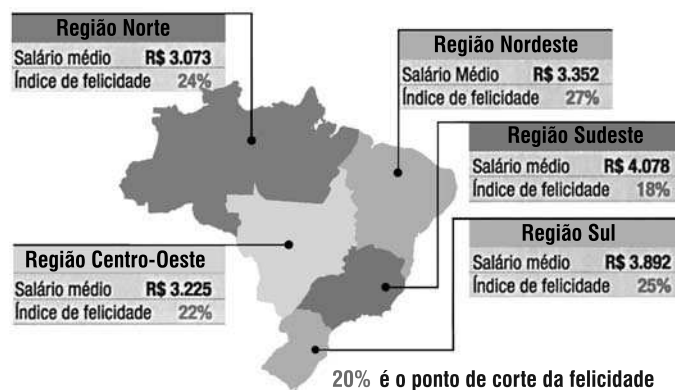 Região Norte
Salário médio R$ 3.073
Índice de felicidade 24%
Região Nordeste
Salário Médio R$ 3.352
Índice de felicidade 27%
Região Sudeste
Salário médio R$ 4.078
Índice de felicidade 18%
Região Centro-Oeste
Salário médio R$ 3.225
Índice de felicidade 22%
Região Sul
Salário médio R$ 3.892
Índice de felicidade 25%
20% é o ponto de corte da felicidade